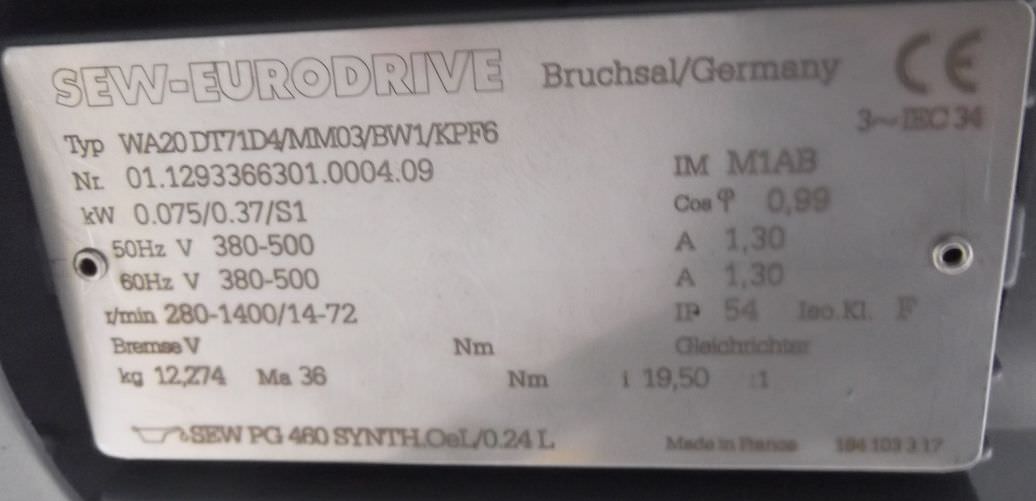 SEW-EURODRIVE Bruchsal/Germany CE
3~IEC 34
Typ WA20 DT71D4/MM03/BW1/KPF6
Nr. 01.1293366301.0004.09 IM M1AB
kW 0.075/0.37/S1 Cos φ 0,99
50Hz V 380-500 A 1,30
60Hz V 380-500 A 1,30
r/min 280-1400/14-72 IP 54 Iso.Kl. F
Bremse V Nm Gleichrichter
kg 12,274 Ma 36 Nm i 19,50 :1
SEW PG 460 SYNTH.OeL/0.24 L Made in France 184 103 3.17